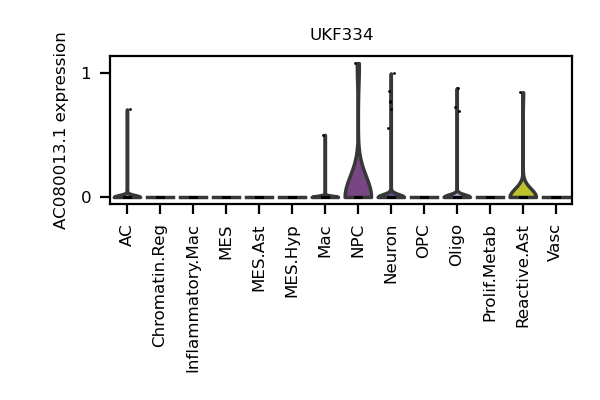 UKF334
AC080013.1 expression
1
0
AC
Chromatin.Reg
Inflammatory.Mac
MES
MES.Ast
MES.Hyp
Mac
NPC
Neuron
OPC
Oligo
Prolif.Metab
Reactive.Ast
Vasc